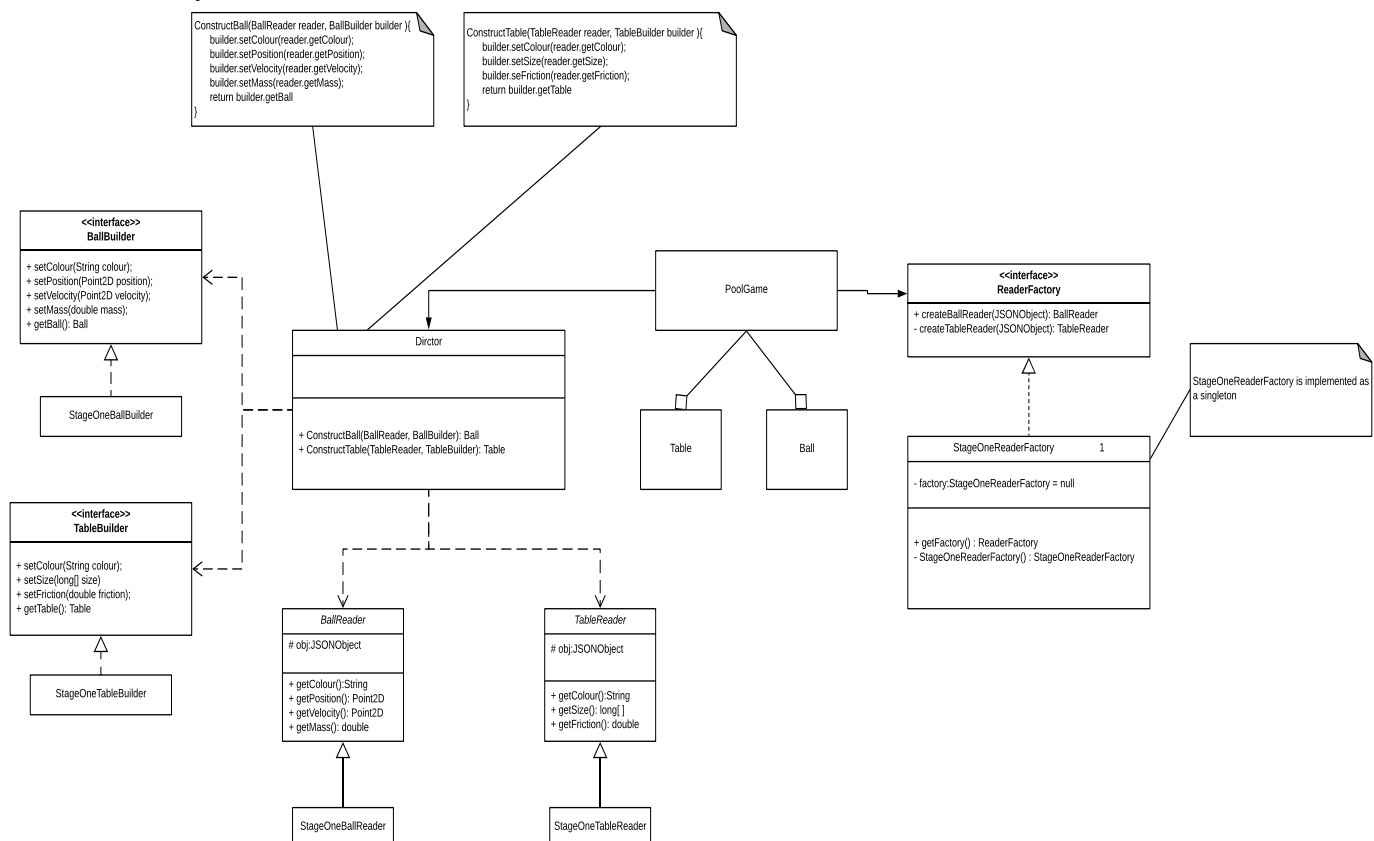 ConstructBall(BallReader reader, BallBuilder builder ){
builder.setColour(reader.getColour);
builder.setPosition(reader.getPosition);
builder.setVelocity(reader.getVelocity);
builder.setMass(reader.getMass);
return builder.getBall
}
ConstructTable(TableReader reader, TableBuilder builder ){
builder.setColour(reader.getColour);
builder.setSize(reader.getSize);
builder.seFriction(reader.getFriction);
return builder.getTable
}
<<interface>>
BallBuilder
+ setColour(String colour);
+ setPosition(Point2D position);
+ setVelocity(Point2D velocity);
+ setMass(double mass);
+ getBall(): Ball
StageOneBallBuilder
<<interface>>
TableBuilder
+ setColour(String colour);
+ setSize(long[] size)
+ setFriction(double friction);
+ getTable(): Table
StageOneTableBuilder
Dirctor
+ ConstructBall(BallReader, BallBuilder): Ball
+ ConstructTable(TableReader, TableBuilder): Table
PoolGame
Table
Ball
<<interface>>
ReaderFactory
+ createBallReader(JSONObject): BallReader
- createTableReader(JSONObject): TableReader
StageOneReaderFactory is implemented as
a singleton
StageOneReaderFactory 1
- factory:StageOneReaderFactory = null
+ getFactory() : ReaderFactory
- StageOneReaderFactory() : StageOneReaderFactory
BallReader
# obj:JSONObject
+ getColour():String
+ getPosition(): Point2D
+ getVelocity(): Point2D
+ getMass(): double
StageOneBallReader
TableReader
# obj:JSONObject
+ getColour():String
+ getSize(): long[ ]
+ getFriction(): double
StageOneTableReader